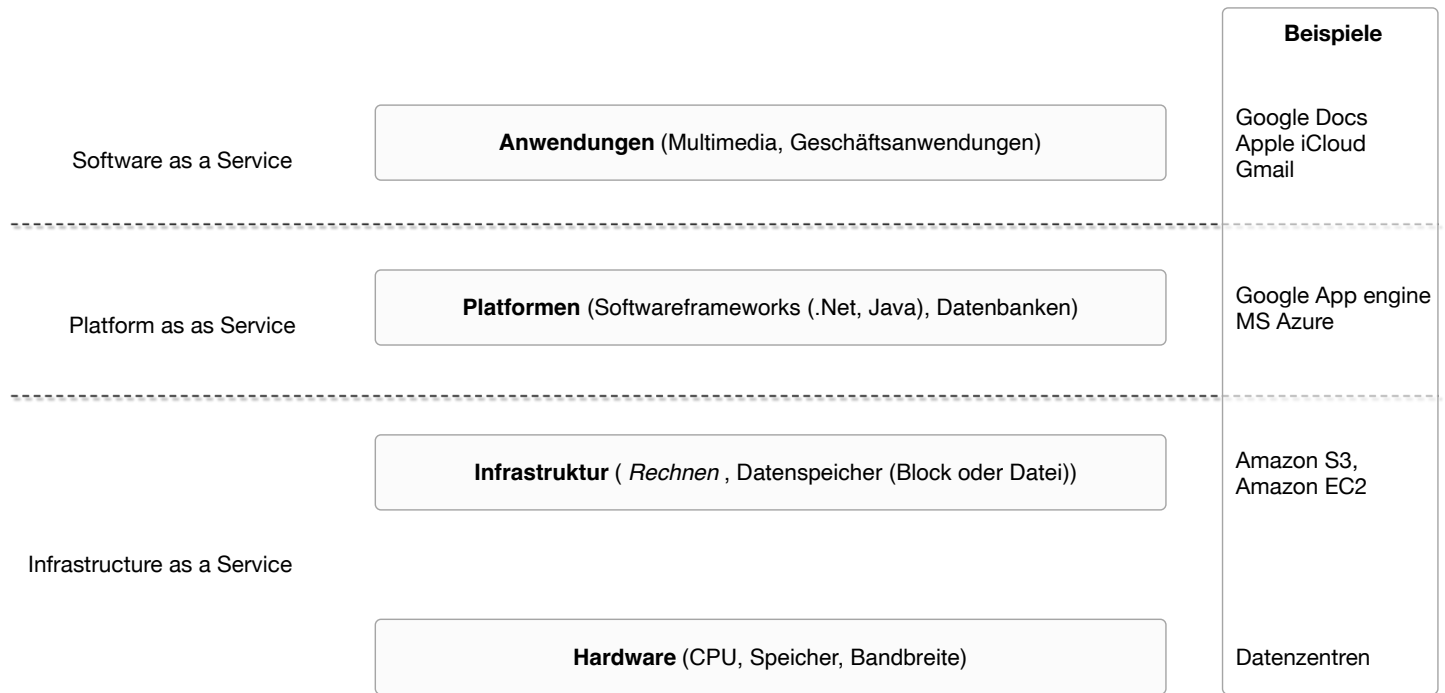 Beispiele
Software as a Service
Anwendungen (Multimedia, Geschäftsanwendungen)
Google Docs
Apple iCloud
Gmail
Platform as as Service
Platformen (Softwareframeworks (.Net, Java), Datenbanken)
Google App engine
MS Azure
Infrastruktur ( Rechnen , Datenspeicher (Block oder Datei))
Amazon S3,
Amazon EC2
Infrastructure as a Service
Hardware (CPU, Speicher, Bandbreite)
Datenzentren